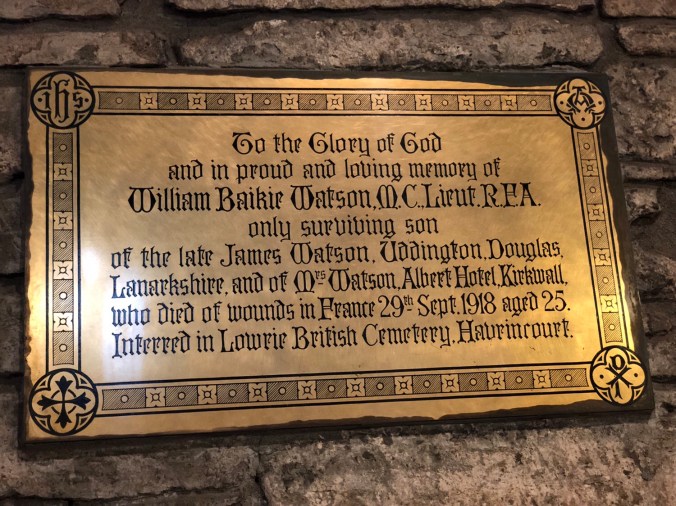 ihs
To the Glory of God
and in proud and loving memory of
William Baikie Watson, M.C., Lieut. R.F.A.
only surviving son
of the late James Watson, Uddington, Douglas,
Lanarkshire, and of Mrs Watson, Albert Hotel, Kirkwall,
who died of wounds in France 29th Sept. 1918 aged 25.
Interred in Lowrie British Cemetery, Havrincourt.